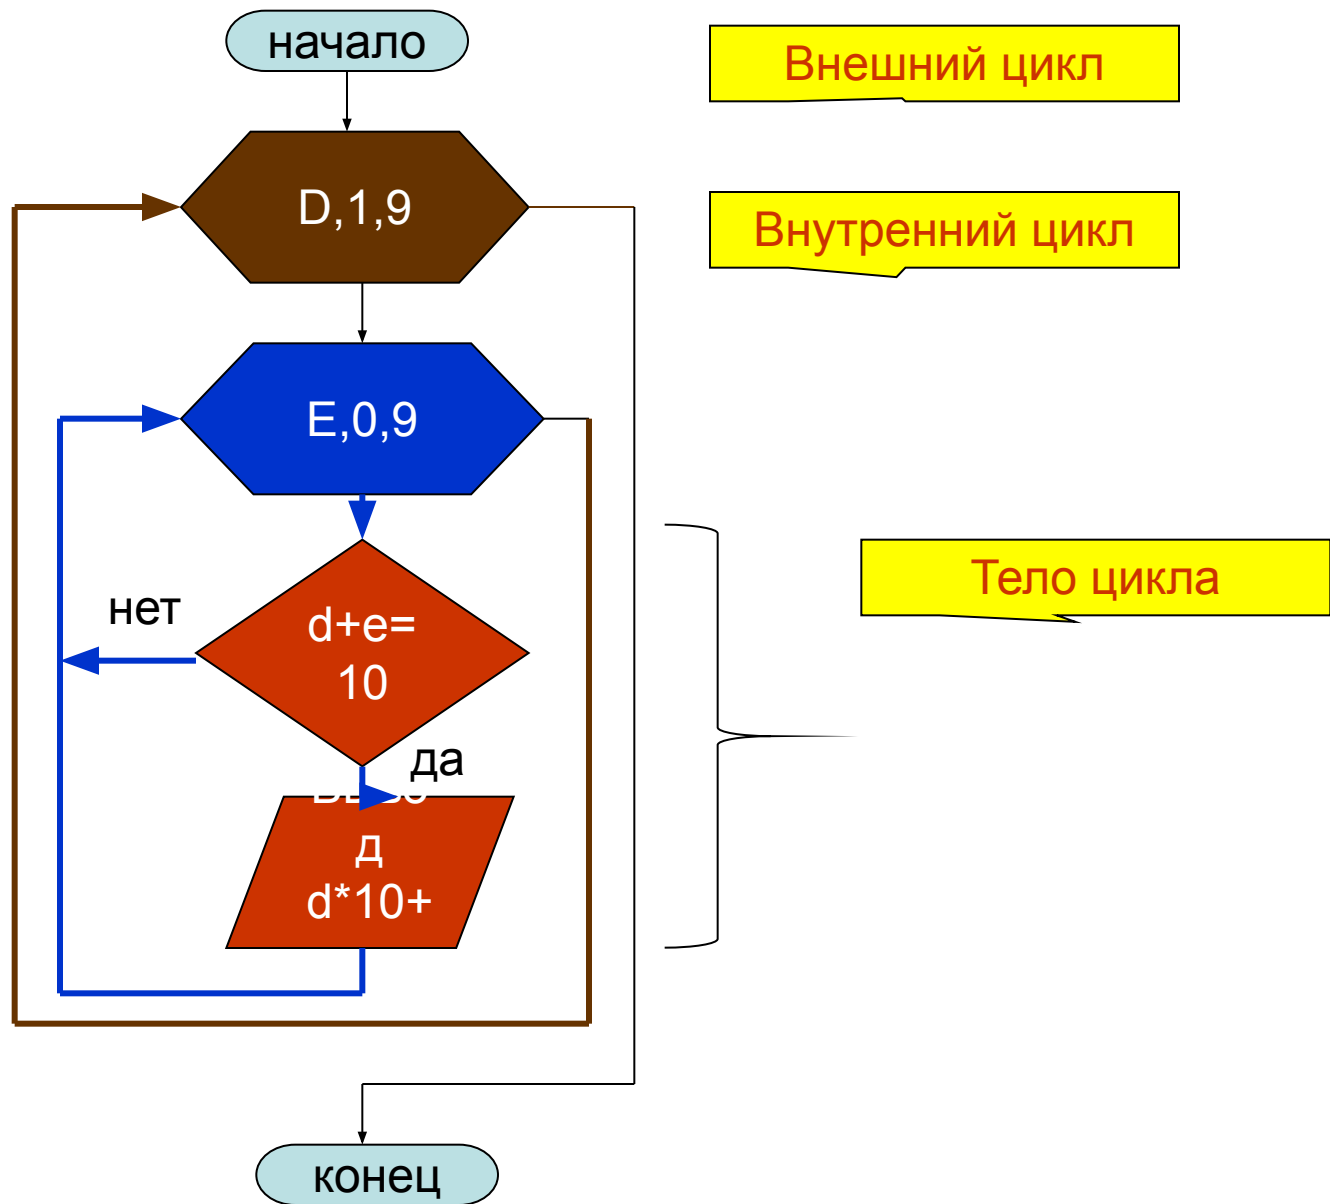 начало
Внешний цикл
D,1,9
Внутренний цикл
E,0,9
Тело цикла
нет
d+e=
10
да
д
d*10+
конец